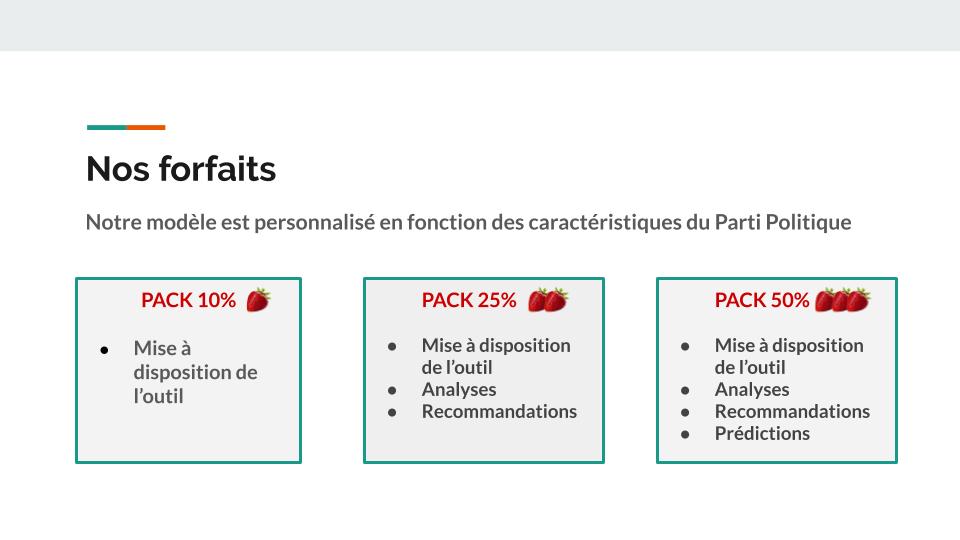 Nos forfaits
Notre modèle est personnalisé en fonction des caractéristiques du Parti Politique
PACK 10%
● Mise à
disposition de
l’outil
PACK 25%
● Mise à disposition
de l’outil
● Analyses
● Recommandations
PACK 50%
● Mise à disposition
de l’outil
● Analyses
● Recommandations
● Prédictions